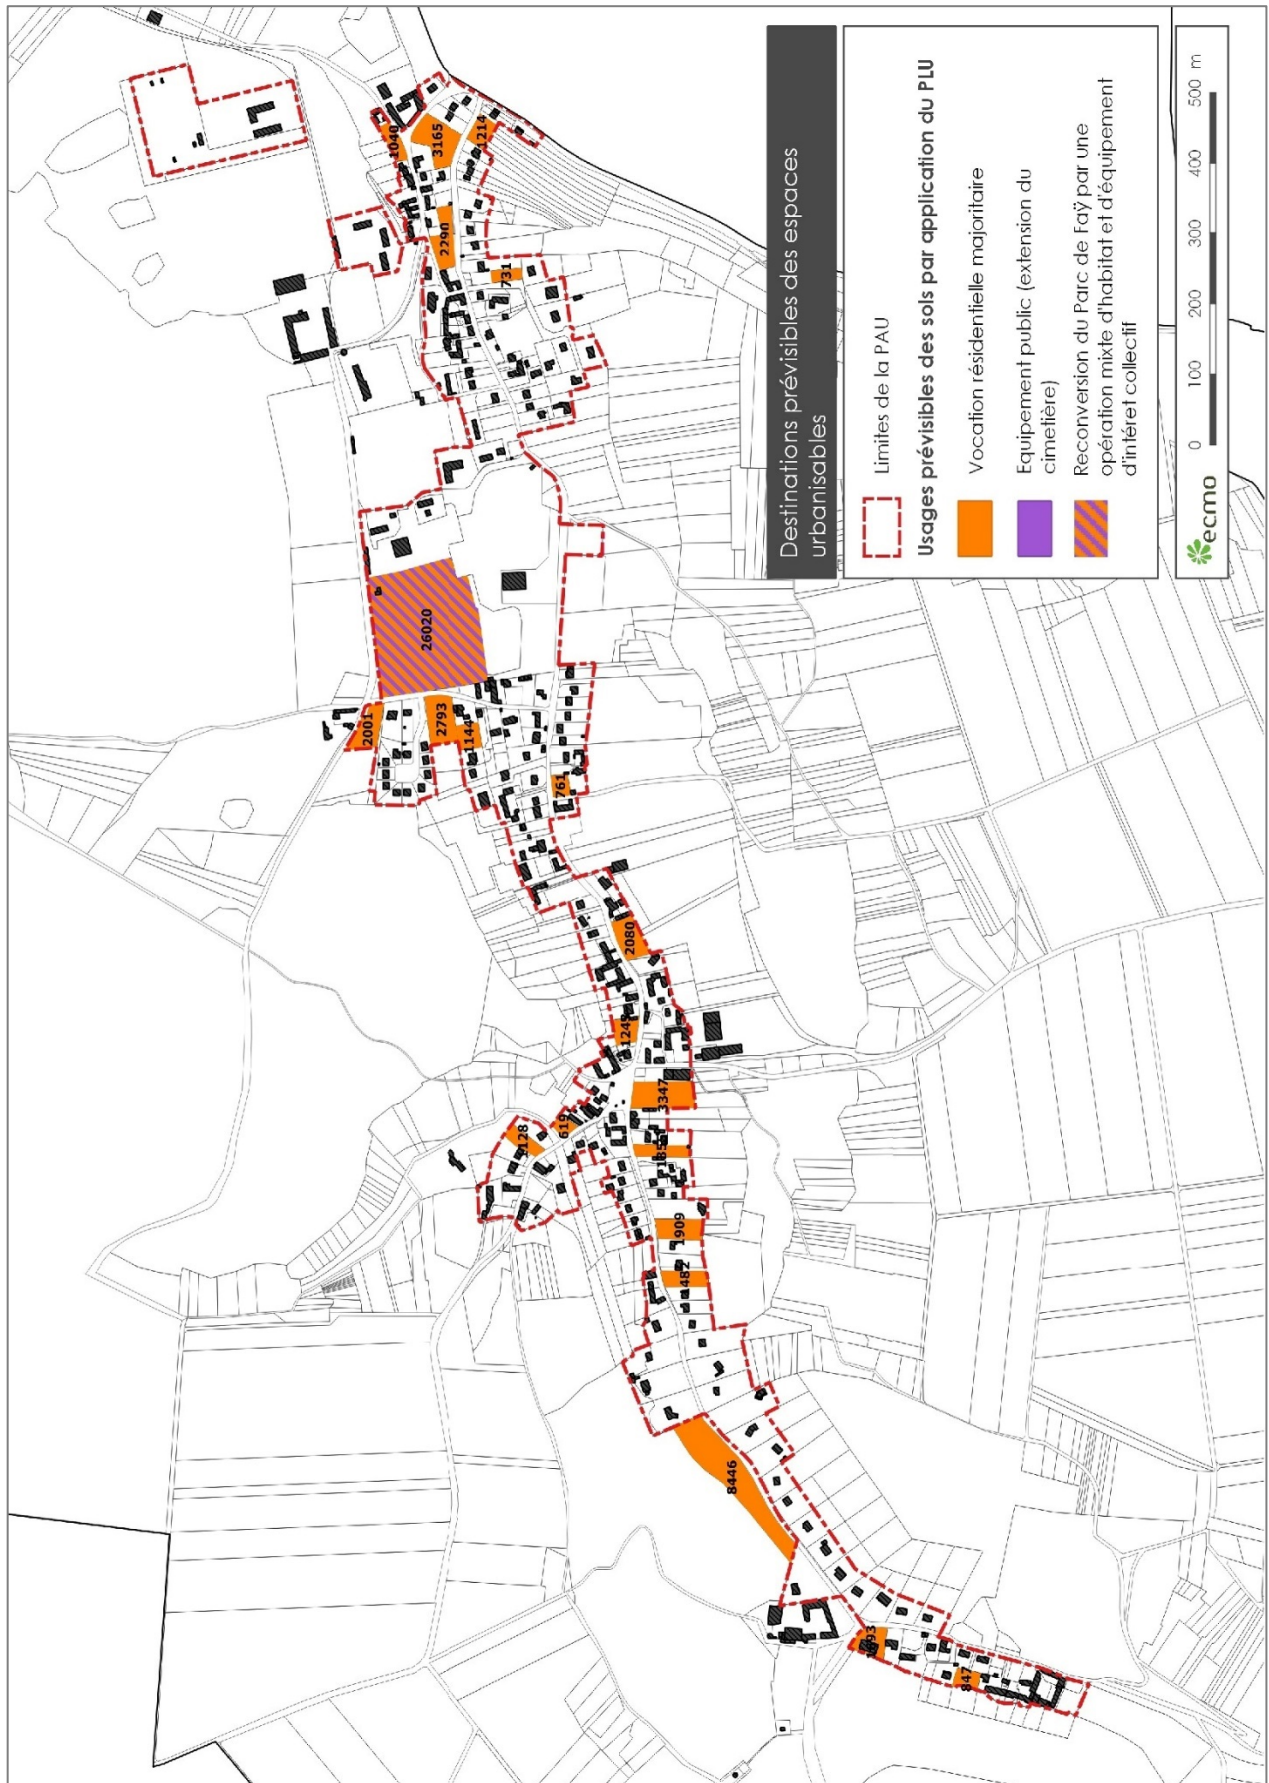 Destinations prévisibles des espaces
urbanisables
Limites de la PAU
Usages prévisibles des sols par application du PLU
Vocation résidentielle majoritaire
Equipement public (extension du
cimetière)
Reconversion du Parc de Faÿ par une
opération mixte d'habitat et d'équipement
d'intéret collectif
ecmo
0 100 200 300 400 500 m
1040
3165
1214
2290
731
26020
2001
2793
1144
761
2080
3347
619
1128
1909
1482
8446
847